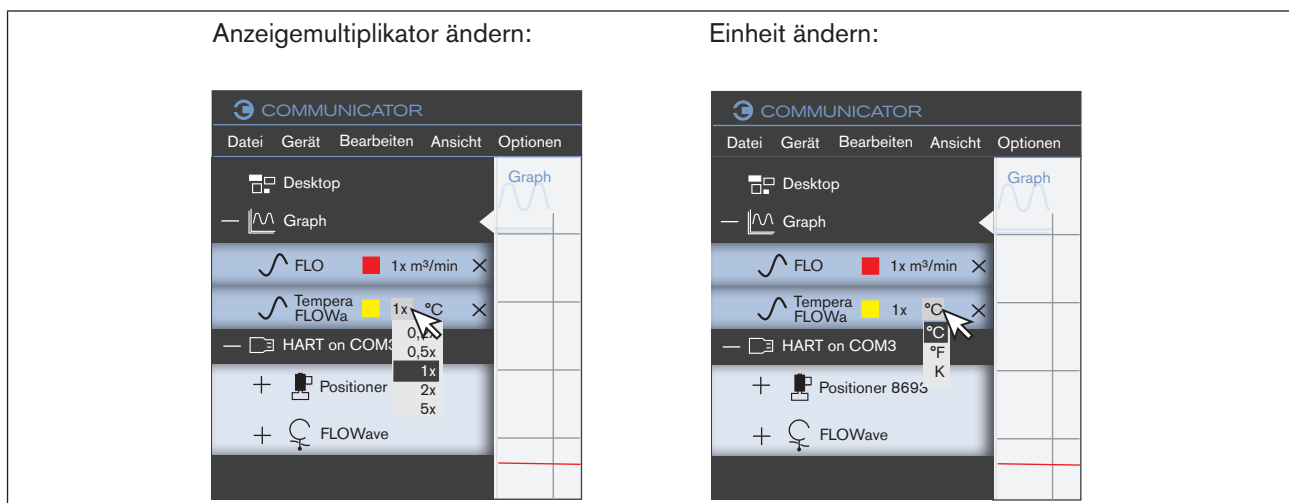 Anzeigemultiplikator ändern:
COMMUNICATOR
Datei Gerät Bearbeiten Ansicht Optionen
Desktop
Graph
Graph
FLO 1x m³/min
Tempera
FLOWa 1x °C
HART on COM3
0,5x
1x
2x
5x
Positioner
FLOWave
Einheit ändern:
COMMUNICATOR
Datei Gerät Bearbeiten Ansicht Optionen
Desktop
Graph
Graph
FLO 1x m³/min
Tempera
FLOWa 1x °C
°C
°F
K
HART on COM3
Positioner 8693
FLOWave